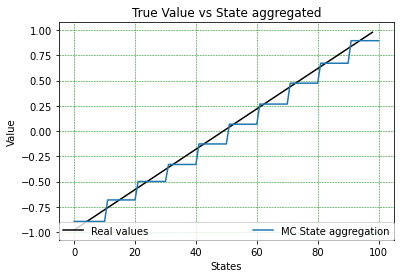 True Value vs State aggregated
1.00
0.75
0.50
0.25
0.00
−0.25
−0.50
−0.75
−1.00
Value
Real values
MC State aggregation
0 20 40 60 80 100
States